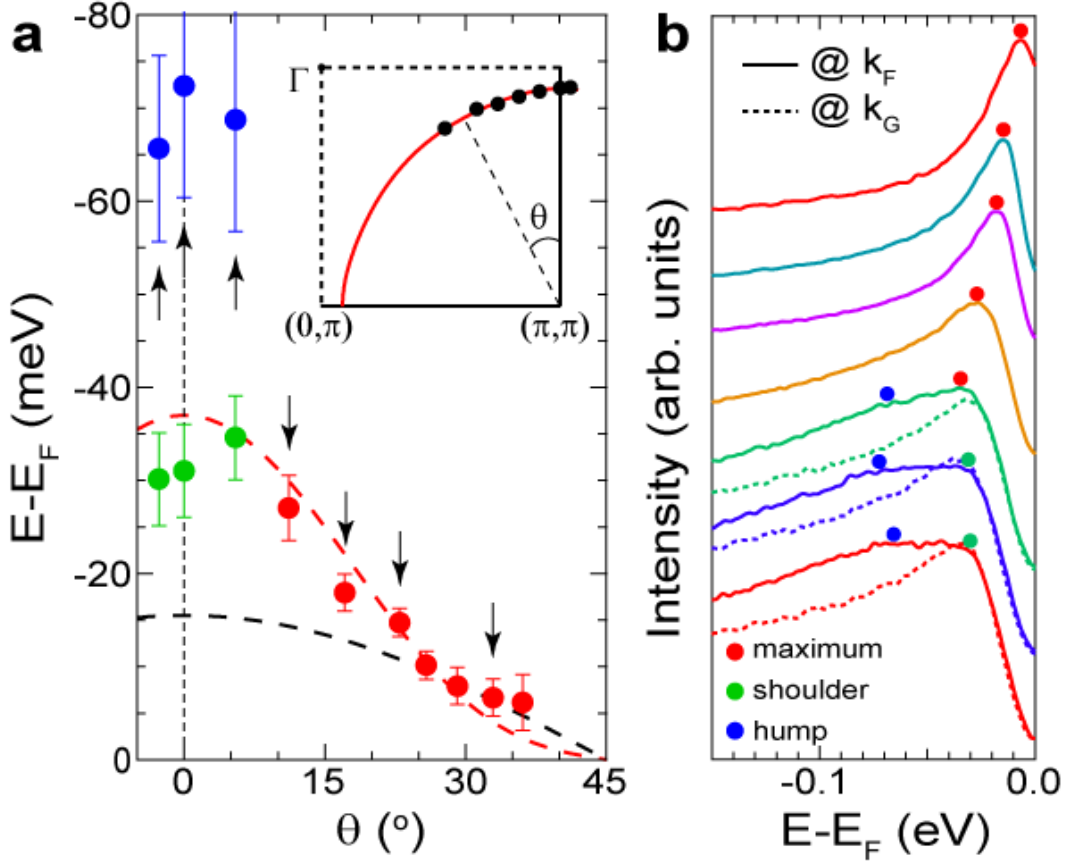 a
-80
-60
-40
-20
0
E-E_F (meV)
0 15 30 45
θ (°)
Γ
θ
(0,π) (π,π)
b
@ k_F
@ k_G
Intensity (arb. units)
maximum
shoulder
hump
-0.1 0.0
E-E_F (eV)